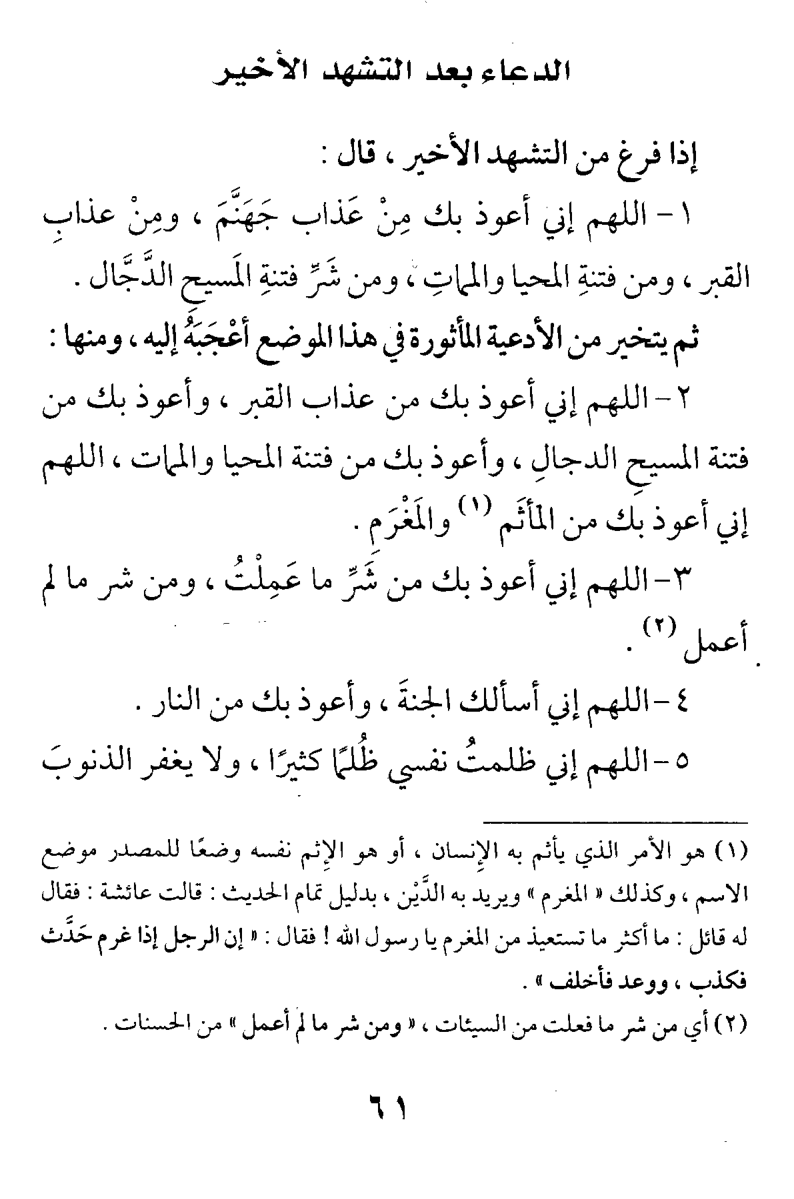 الدعاء بعد التشهد الأخير
إذا فرغ من التشهد الأخير ، قال :
١ - اللهم إني أعوذ بك مِنْ عَذاب جَهَنَّمَ ، ومِنْ عذابِ
القبر ، ومن فتنةِ المحيا والمماتِ ، ومن شَرِّ فتنةِ المَسيحِ الدَّجَّال .
ثم يتخير من الأدعية المأثورة في هذا الموضع أعْجَبَهُ إليه ، ومنها :
٢ - اللهم إني أعوذ بك من عذاب القبر ، وأعوذ بك من
فتنة المسيحِ الدجالِ ، وأعوذ بك من فتنة المحيا والممات ، اللهم
إني أعوذ بك من المأثَم (١) والمَغْرَمِ .
٣ - اللهم إني أعوذ بك من شَرِّ ما عَمِلْتُ ، ومن شر ما لم
أعمل (٢) .
٤ - اللهم إني أسألك الجنةَ ، وأعوذ بك من النار .
٥ - اللهم إني ظلمتُ نفسي ظُلمًا كثيرًا ، ولا يغفر الذنوبَ
(١) هو الأمر الذي يأثم به الإنسان ، أو هو الإثم نفسه وضعًا للمصدر موضع
الاسم ، وكذلك « المغرم » ويريد به الدَّيْن ، بدليل تمام الحديث : قالت عائشة : فقال
له قائل : ما أكثر ما تستعيذ من المغرم يا رسول الله ! فقال : « إن الرجل إذا غرم حَدَّث
فكذب ، ووعد فأخلف » .
(٢) أي من شر ما فعلت من السيئات ، « ومن شر ما لم أعمل » من الحسنات .
٦١